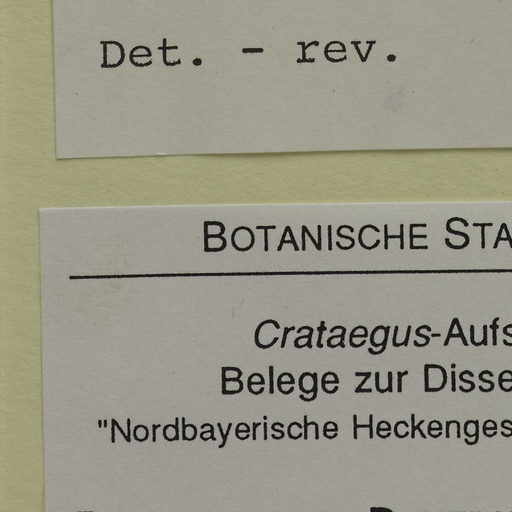 Det. - rev.
BOTANISCHE STA
Crataegus-Aufs
Belege zur Disse
"Nordbayerische Heckenges